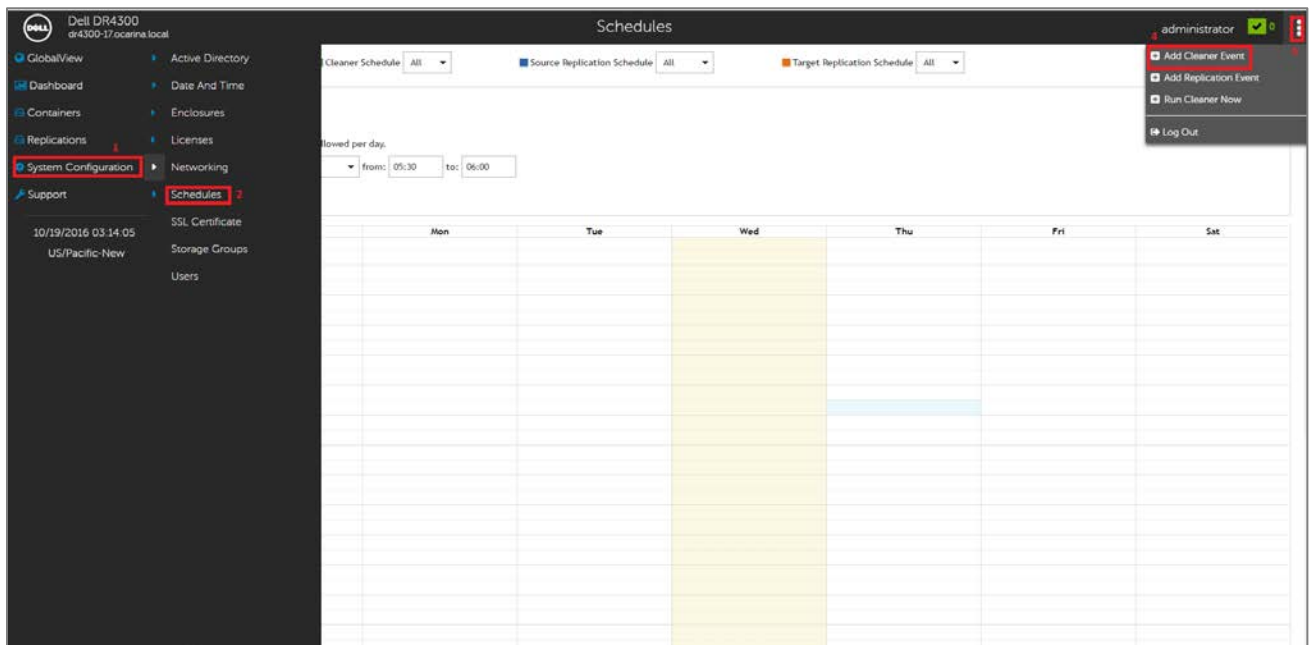 DELL
Dell DR4300
dr4300-17.ocarina.local
Schedules
administrator
0
GlobalView
Dashboard
Containers
Replications
1
System Configuration
Support
10/19/2016 03:14:05
US/Pacific-New
Active Directory
Date And Time
Enclosures
Licenses
Networking
Schedules 2
SSL Certificate
Storage Groups
Users
Cleaner Schedule All
Source Replication Schedule All
Target Replication Schedule All
allowed per day.
from: 05:30 to: 06:00
Mon Tue Wed Thu Fri Sat
4
Add Cleaner Event
Add Replication Event
Run Cleaner Now
Log Out